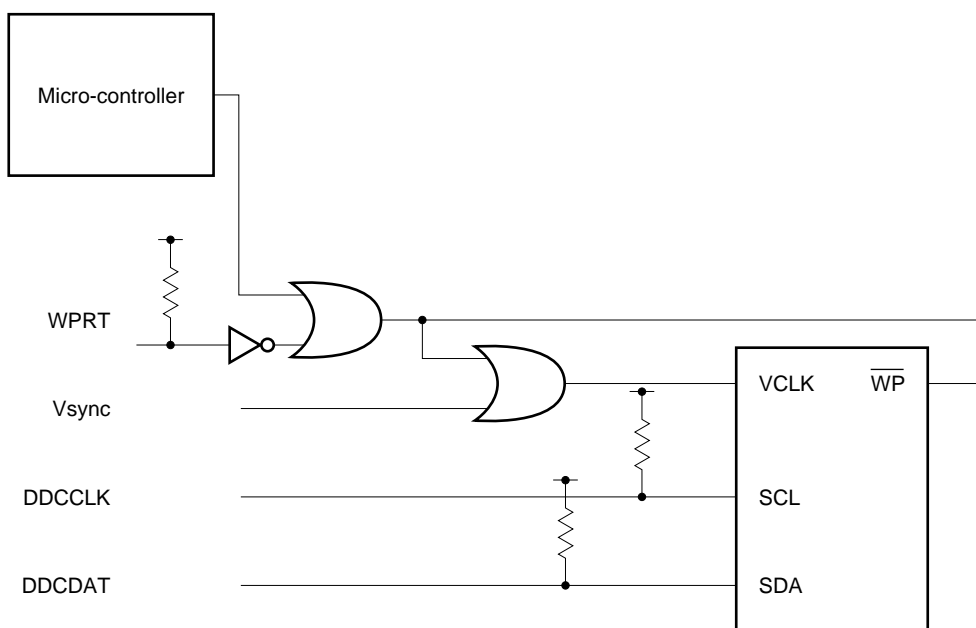 Micro-controller
WPRT
Vsync
VCLK WP
DDCCLK
SCL
DDCDAT
SDA